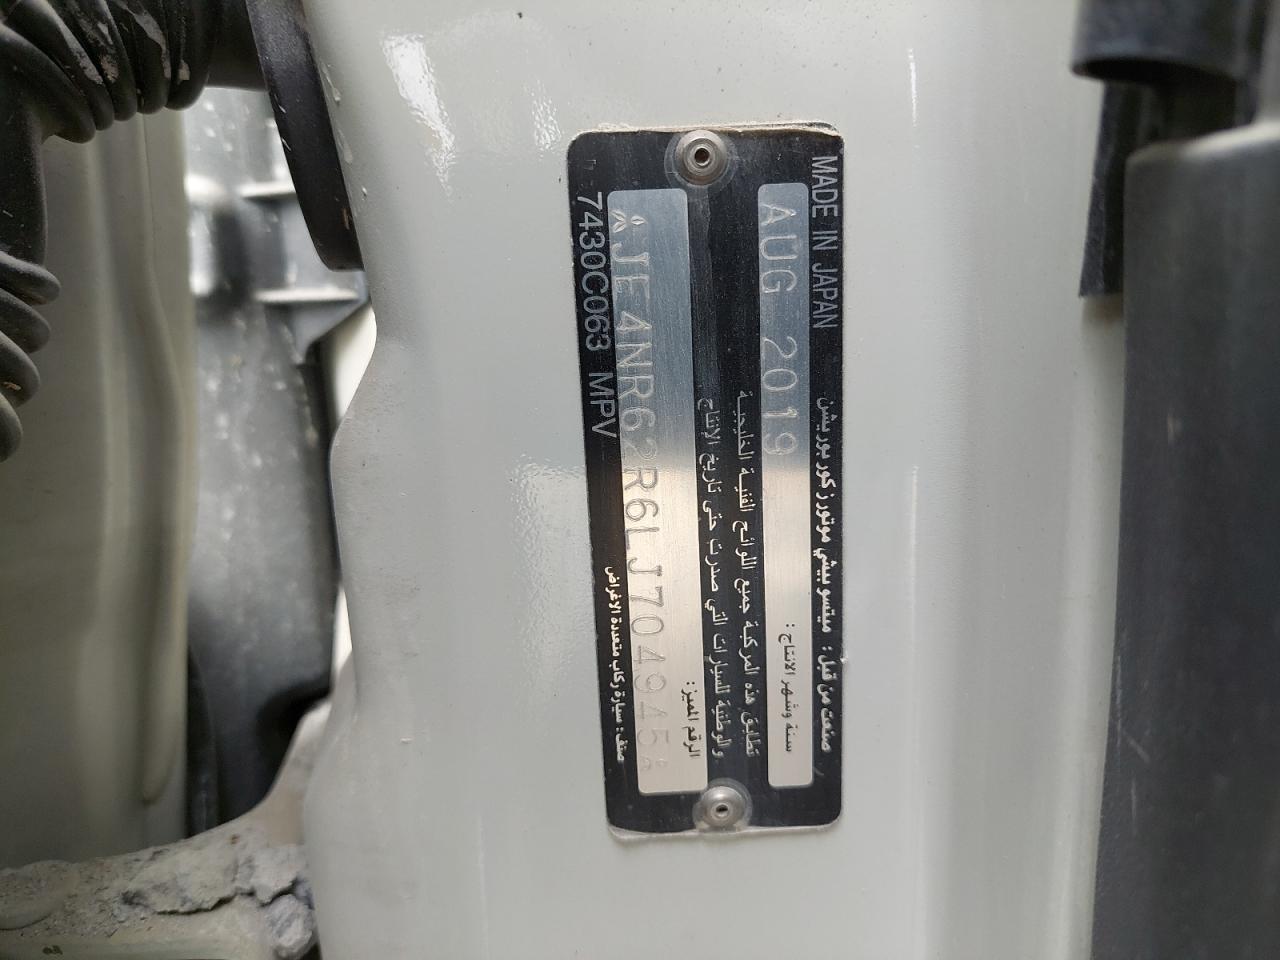 MADE IN JAPAN صنعت من قبل : ميتسوبيشي موتورز كوربوريشن
AUG 2019 سنة وشهر الانتاج :
تطابق هذه المركبة جميع اللوائح الفنية الخليجية
والوطنية للسيارات التي صدرت حتى تاريخ الإنتاج
الرقم المميز :
JE4NR62R6LJ704945
7430C063 MPV صنف : سيارة ركاب متعددة الاغراض